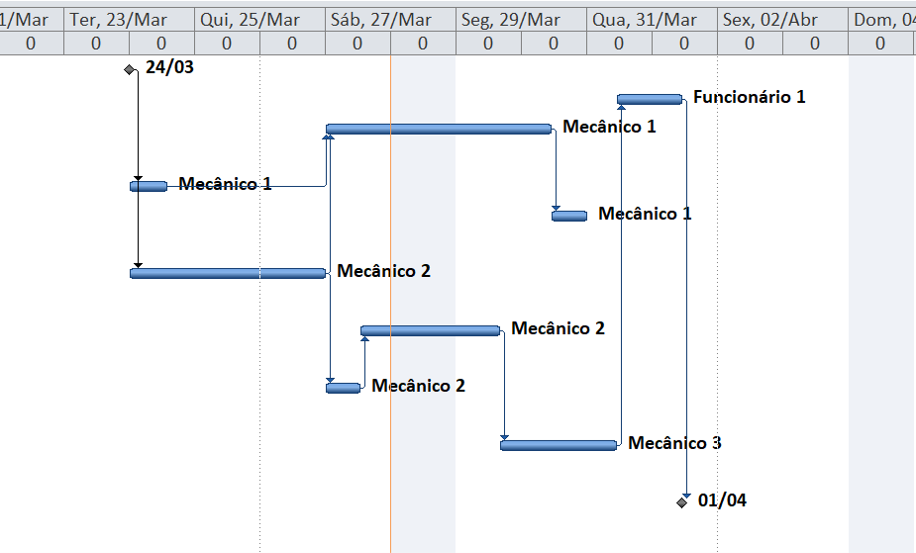 1/Mar Ter, 23/Mar Qui, 25/Mar Sáb, 27/Mar Seg, 29/Mar Qua, 31/Mar Sex, 02/Abr Dom, 04
0 0 0 0 0 0 0 0 0 0 0 0 0 0
24/03
Funcionário 1
Mecânico 1
Mecânico 1
Mecânico 1
Mecânico 2
Mecânico 2
Mecânico 2
Mecânico 3
01/04